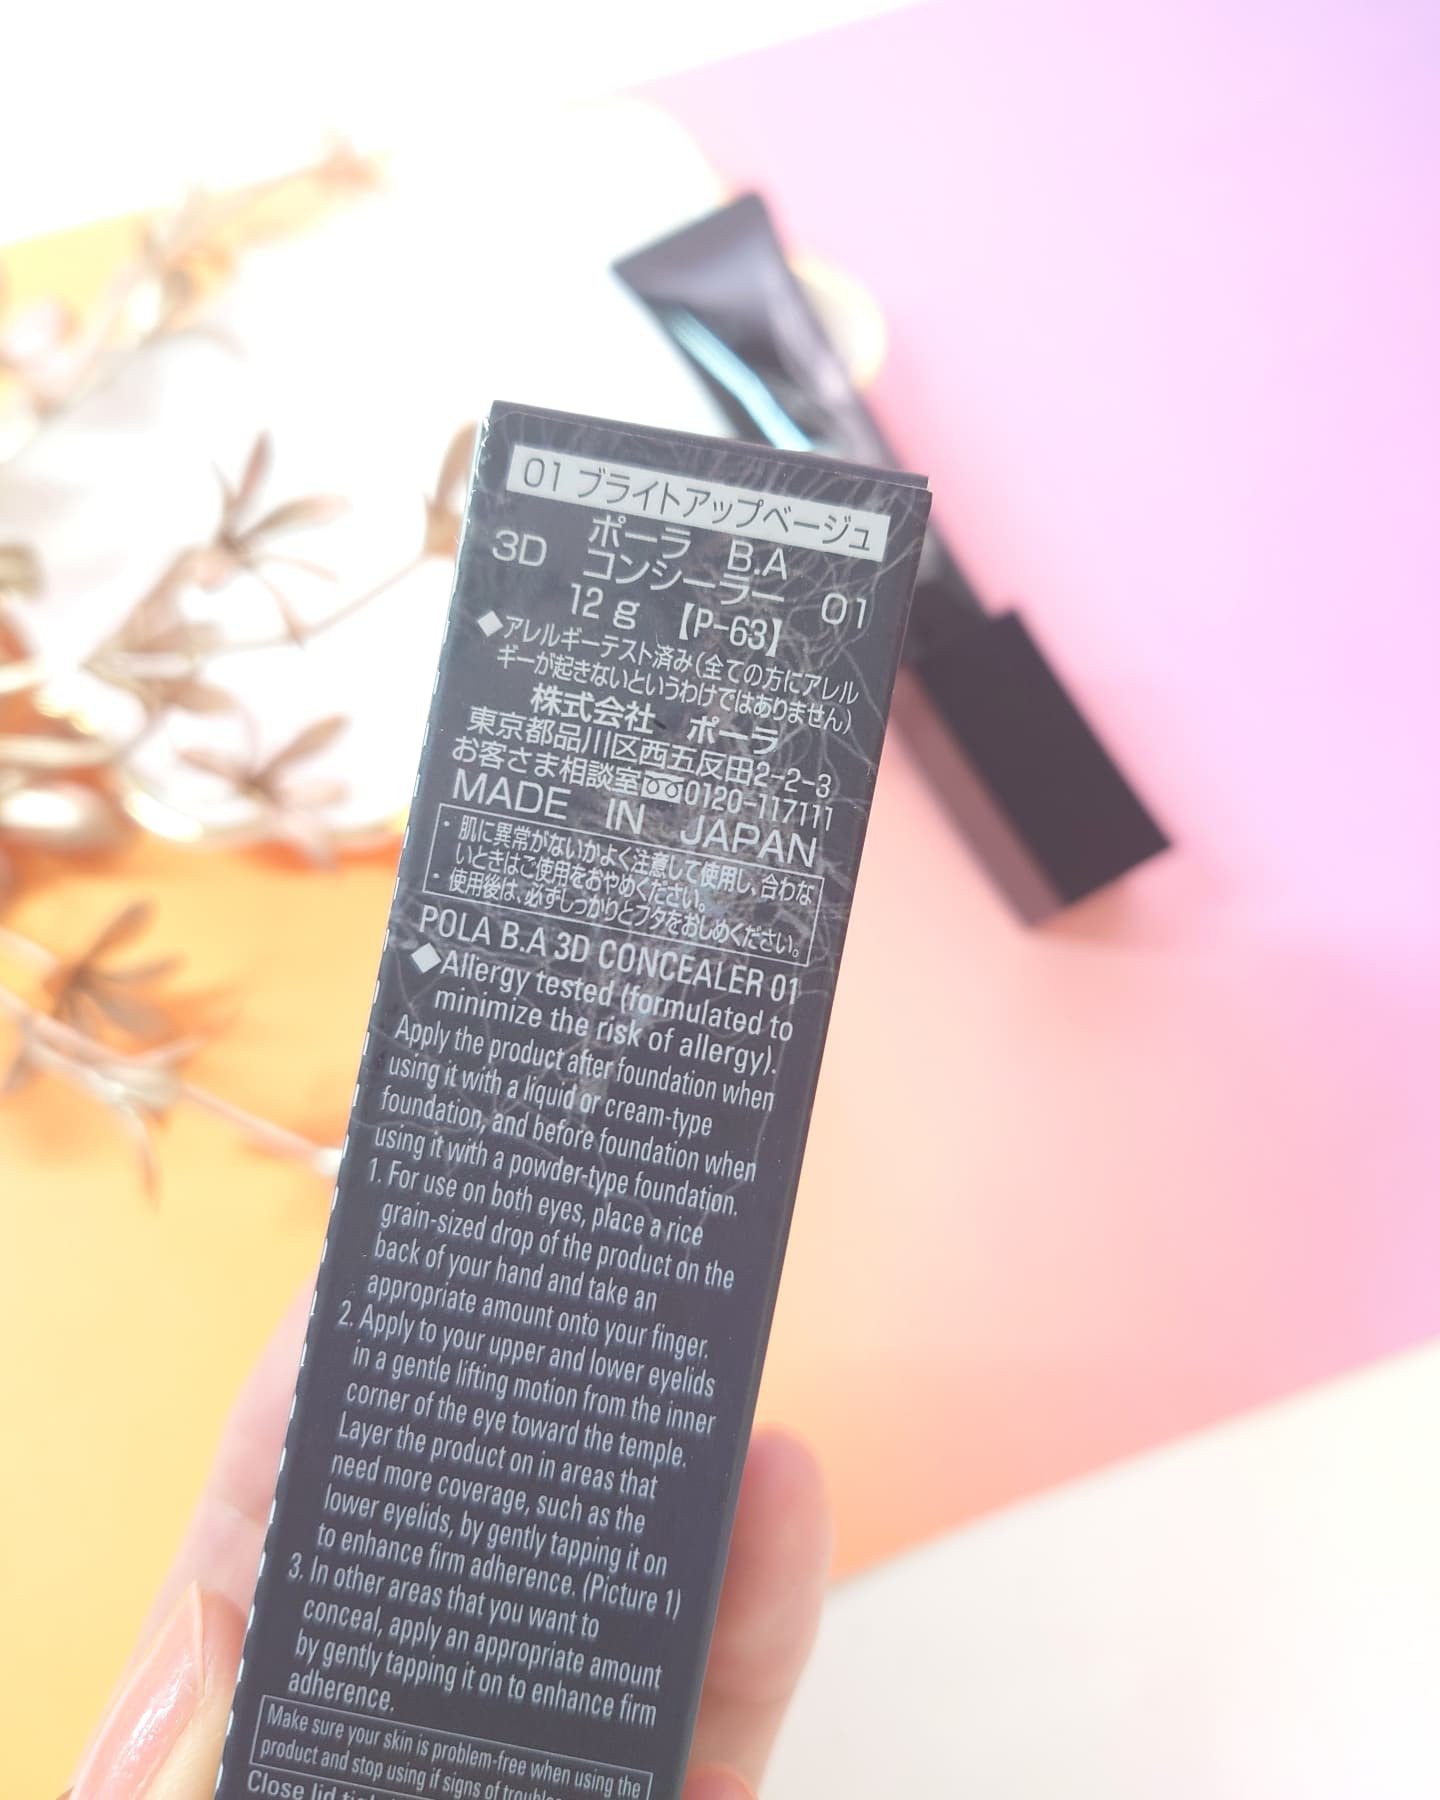 01 ブライトアップベージュ
ポーラ B.A
3D コンシーラー 01
12g 【P-63】
◆アレルギーテスト済み(全ての方にアレル
ギーが起きないというわけではありません)
株式会社 ポーラ
東京都品川区西五反田2-2-3
お客さま相談室 0120-117111
MADE IN JAPAN
・肌に異常がないかよく注意して使用し、合わな
いときはご使用をおやめください。
・使用後は、必ずしっかりとフタをおしめください。
POLA B.A 3D CONCEALER 01
◆Allergy tested (formulated to
minimize the risk of allergy).
Apply the product after foundation when
using it with a liquid or cream-type
foundation, and before foundation when
using it with a powder-type foundation.
1. For use on both eyes, place a rice
grain-sized drop of the product on the
back of your hand and take an
appropriate amount onto your finger.
2. Apply to your upper and lower eyelids
in a gentle lifting motion from the inner
corner of the eye toward the temple.
Layer the product on in areas that
need more coverage, such as the
lower eyelids, by gently tapping it on
to enhance firm adherence. (Picture 1)
3. In other areas that you want to
conceal, apply an appropriate amount
by gently tapping it on to enhance firm
adherence.
Make sure your skin is problem-free when using the
product and stop using if signs of
Close lid